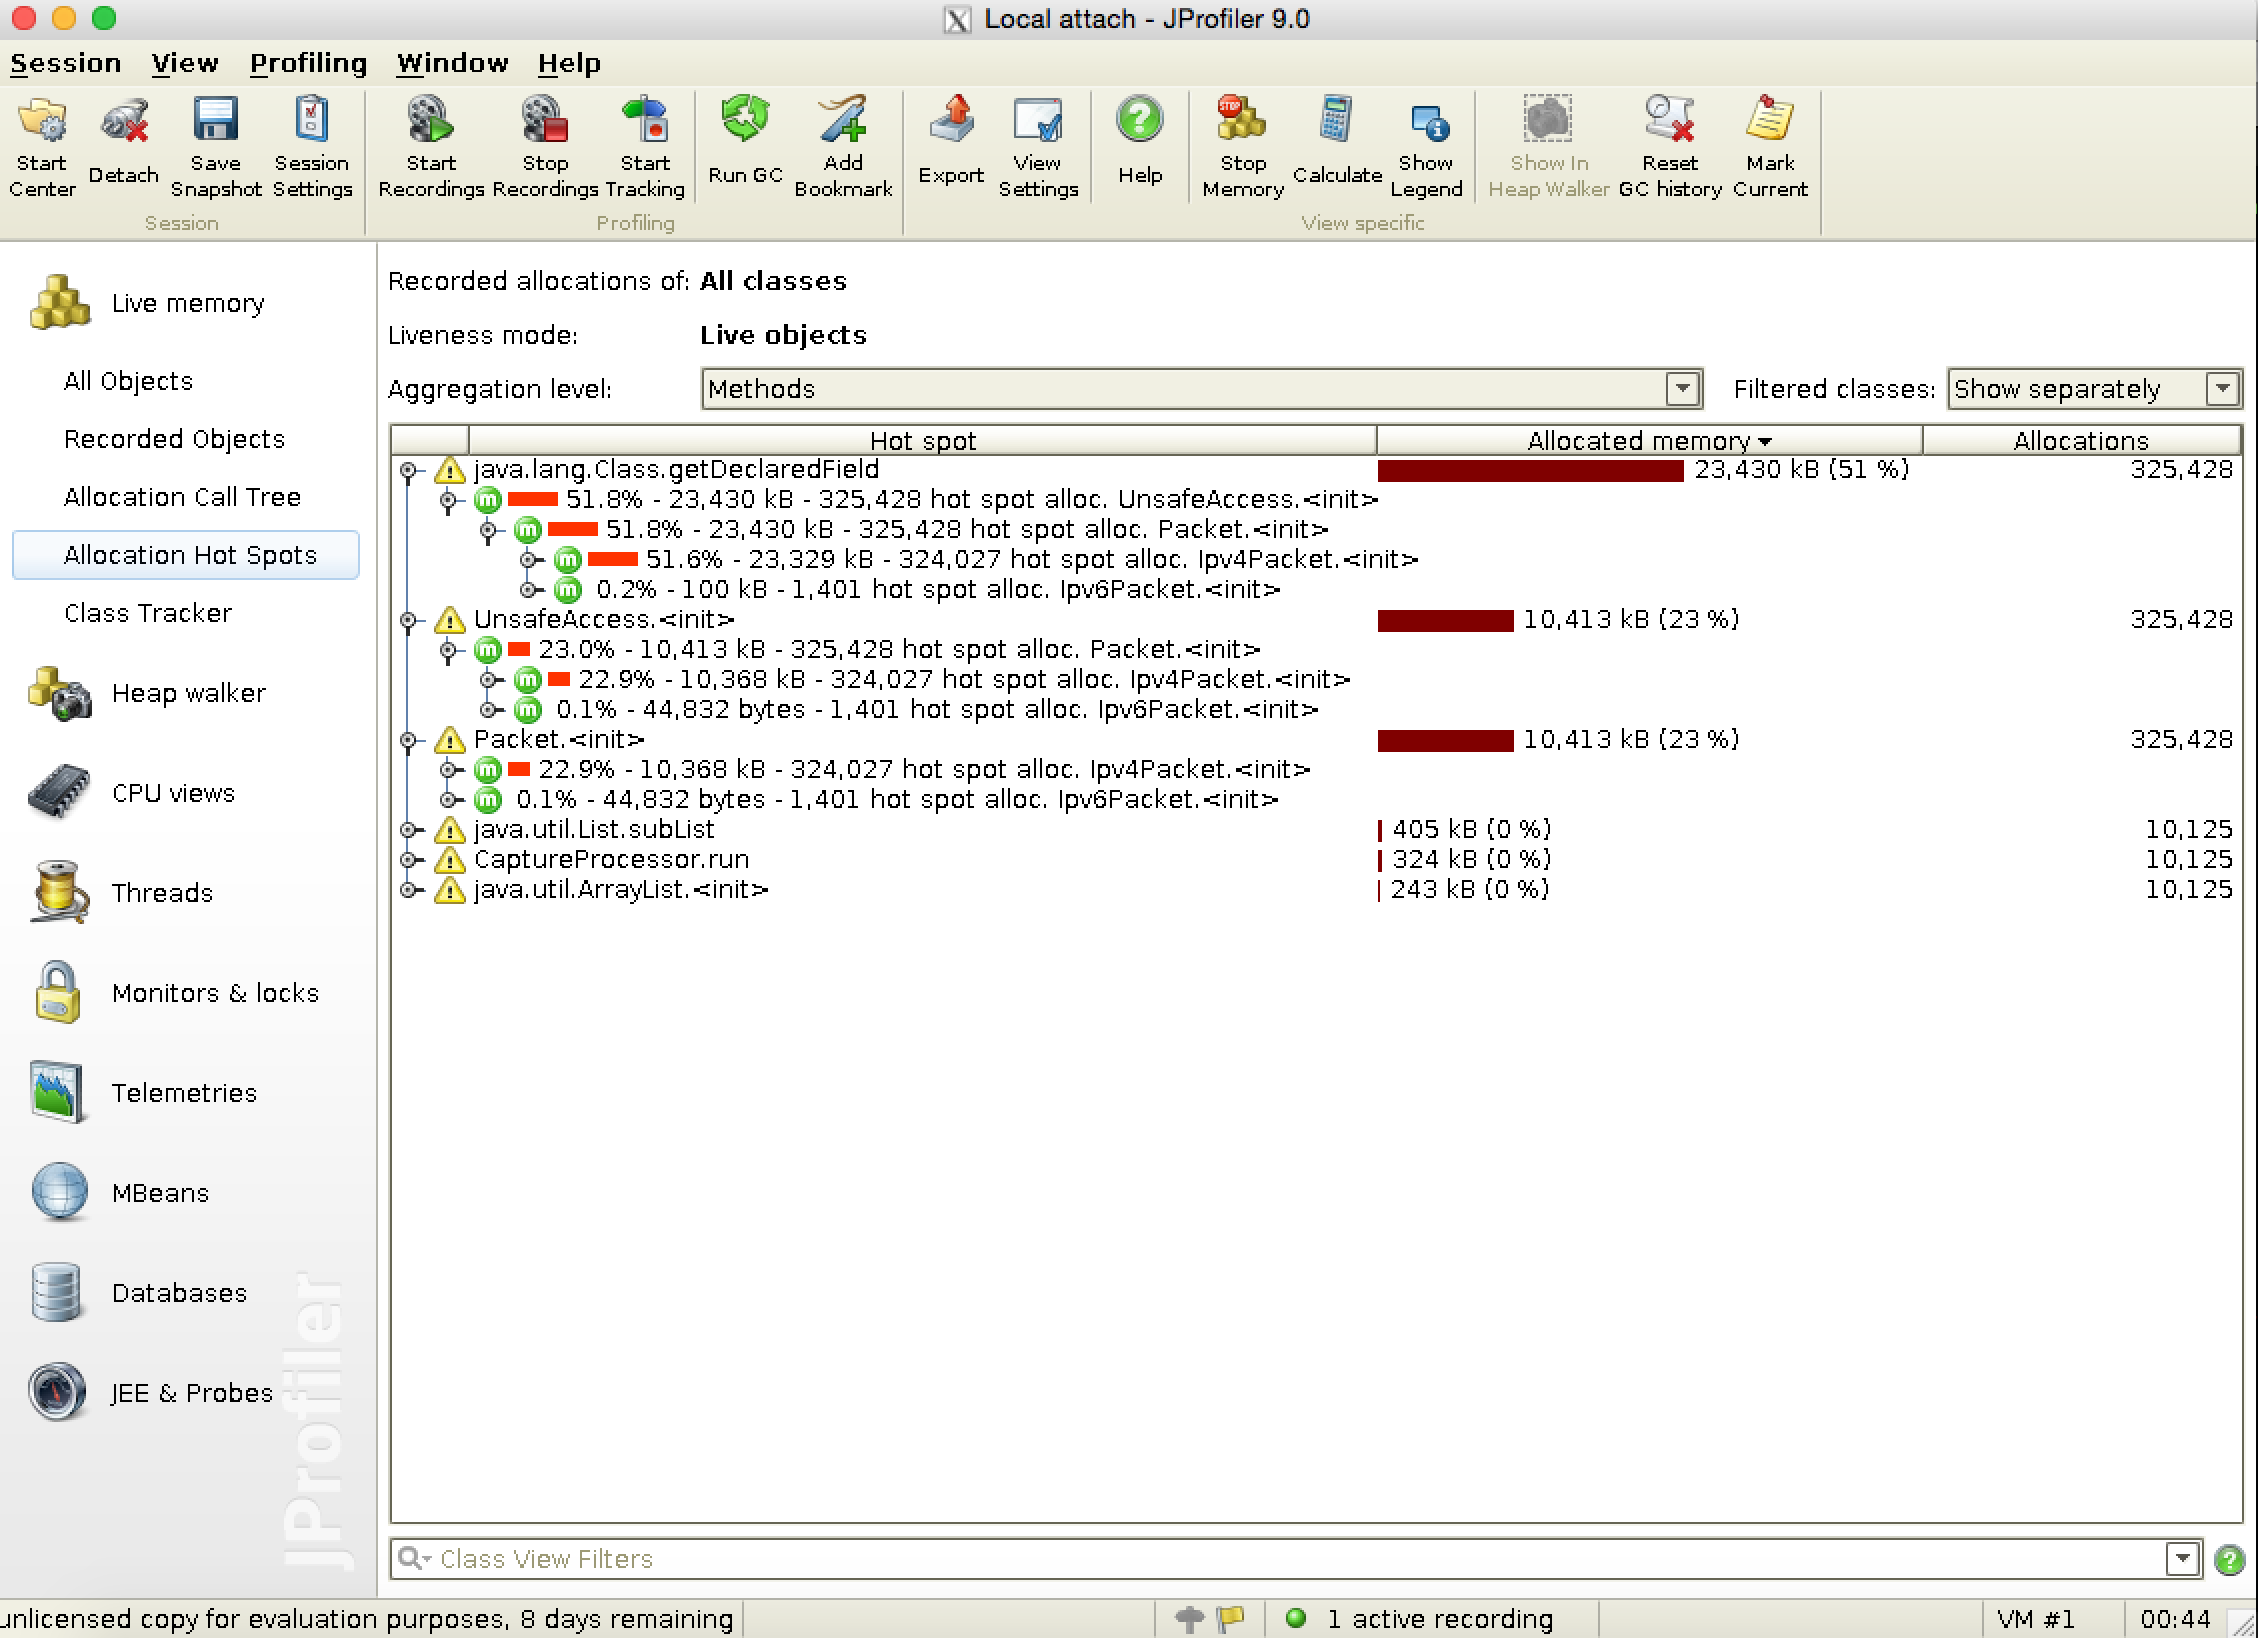 Local attach - JProfiler 9.0
Session View Profiling Window Help
Start Center
Detach
Save Snapshot
Session Settings
Start Recordings
Stop Recordings
Start Tracking
Run GC
Add Bookmark
Export
View Settings
Help
Stop Memory
Calculate
Show Legend
Show In Heap Walker
Reset GC history
Mark Current
Session
Profiling
View specific
Live memory
All Objects
Recorded Objects
Allocation Call Tree
Allocation Hot Spots
Class Tracker
Heap walker
CPU views
Threads
Monitors & locks
Telemetries
MBeans
Databases
JEE & Probes
JProfiler
Recorded allocations of: All classes
Liveness mode: Live objects
Aggregation level: Methods Filtered classes: Show separately
Hot spot Allocated memory Allocations
java.lang.Class.getDeclaredField 23,430 kB (51 %) 325,428
m 51.8% - 23,430 kB - 325,428 hot spot alloc. UnsafeAccess.<init>
m 51.8% - 23,430 kB - 325,428 hot spot alloc. Packet.<init>
m 51.6% - 23,329 kB - 324,027 hot spot alloc. Ipv4Packet.<init>
m 0.2% - 100 kB - 1,401 hot spot alloc. Ipv6Packet.<init>
UnsafeAccess.<init> 10,413 kB (23 %) 325,428
m 23.0% - 10,413 kB - 325,428 hot spot alloc. Packet.<init>
m 22.9% - 10,368 kB - 324,027 hot spot alloc. Ipv4Packet.<init>
m 0.1% - 44,832 bytes - 1,401 hot spot alloc. Ipv6Packet.<init>
Packet.<init> 10,413 kB (23 %) 325,428
m 22.9% - 10,368 kB - 324,027 hot spot alloc. Ipv4Packet.<init>
m 0.1% - 44,832 bytes - 1,401 hot spot alloc. Ipv6Packet.<init>
java.util.List.subList 405 kB (0 %) 10,125
CaptureProcessor.run 324 kB (0 %) 10,125
java.util.ArrayList.<init> 243 kB (0 %) 10,125
Class View Filters
unlicensed copy for evaluation purposes, 8 days remaining
1 active recording
VM #1
00:44